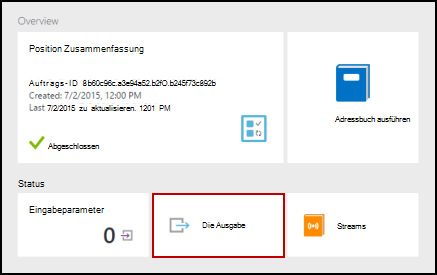 Overview
Position Zusammenfassung
Auftrags-ID 8b60c96c.a3e94a52.b2f0.b245f73c892b
Created: 7/2/2015, 12:00 PM
Last 7/2/2015 zu aktualisieren. 1201 PM
Abgeschlossen
Adressbuch ausführen
Status
Eingabeparameter
0
Die Ausgabe
Streams